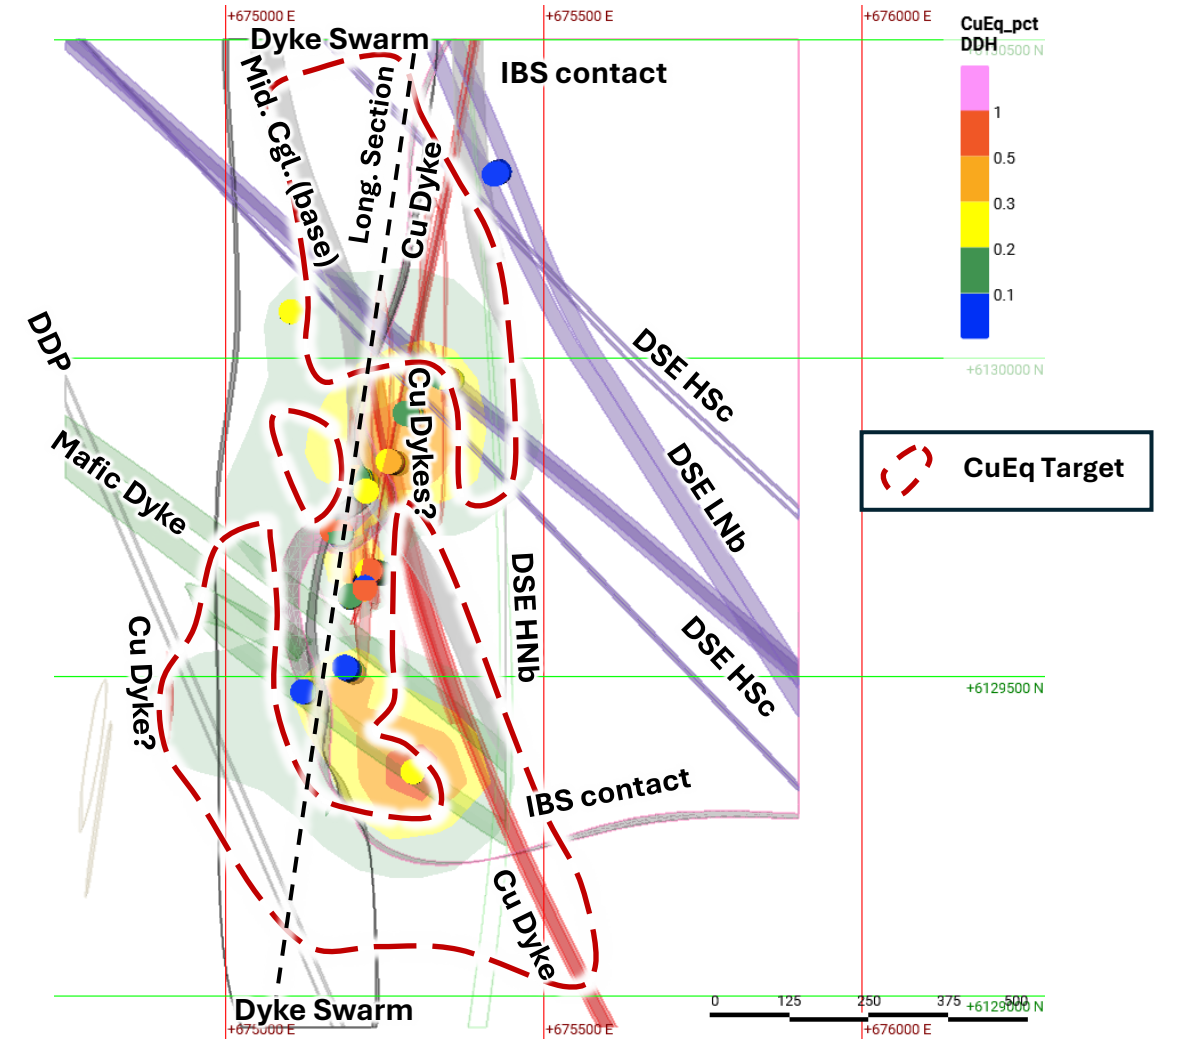 +675000 E
+675500 E
+676000 E
CuEq_pct
DDH
+6130500 N
1
0.5
0.3
0.2
0.1
Dyke Swarm
IBS contact
Mid. Cgl. (base)
Long. Section
Cu Dyke
DDP
DSE HSc
+6130000 N
Cu Dykes?
Mafic Dyke
DSE LNb
CuEq Target
DSE HNb
Cu Dyke?
DSE HSc
+6129500 N
IBS contact
Cu Dyke
Dyke Swarm
0
125
250
375
500
+6129000 N
+675000 E
+675500 E
+676000 E